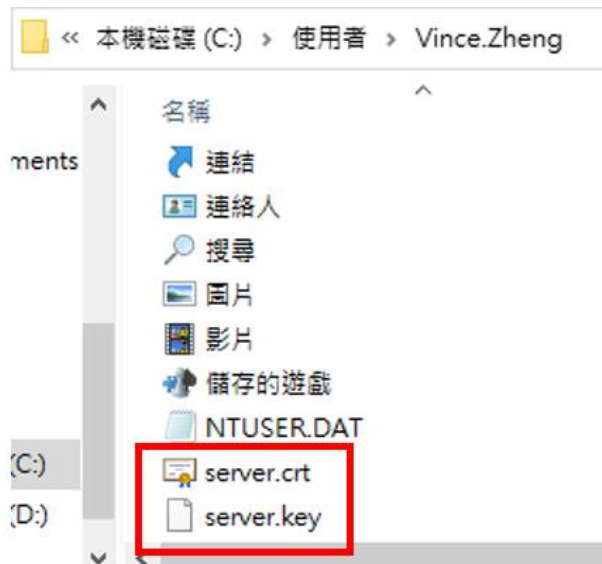 « 本機磁碟 (C:) › 使用者 › Vince.Zheng
名稱
ments
連結
連絡人
搜尋
圖片
影片
儲存的遊戲
NTUSER.DAT
(C:)
server.crt
(D:)
server.key